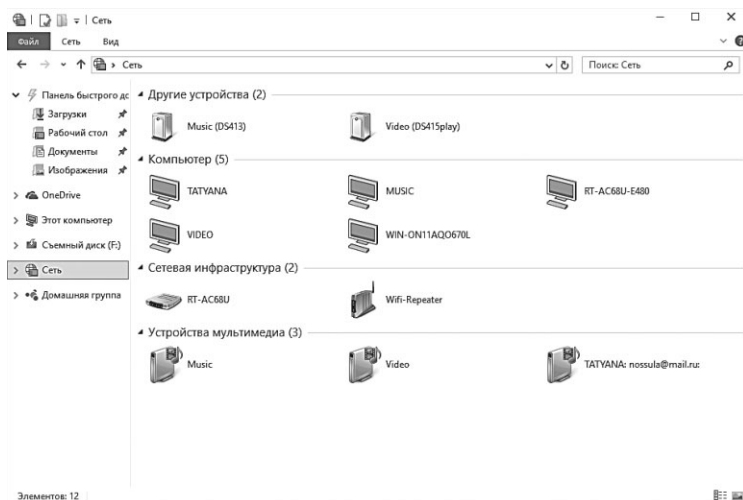 Сеть
Файл Сеть Вид
Сеть
Поиск: Сеть
Панель быстрого дс
Загрузки
Рабочий стол
Документы
Изображения
OneDrive
Этот компьютер
Съемный диск (F:)
Сеть
Домашняя группа
Другие устройства (2)
Music (DS413) Video (DS415play)
Компьютер (5)
TATYANA MUSIC RT-AC68U-E480
VIDEO WIN-ON11AQO670L
Сетевая инфраструктура (2)
RT-AC68U Wifi-Repeater
Устройства мультимедиа (3)
Music Video TATYANA: nossula@mail.ru:
Элементов: 12